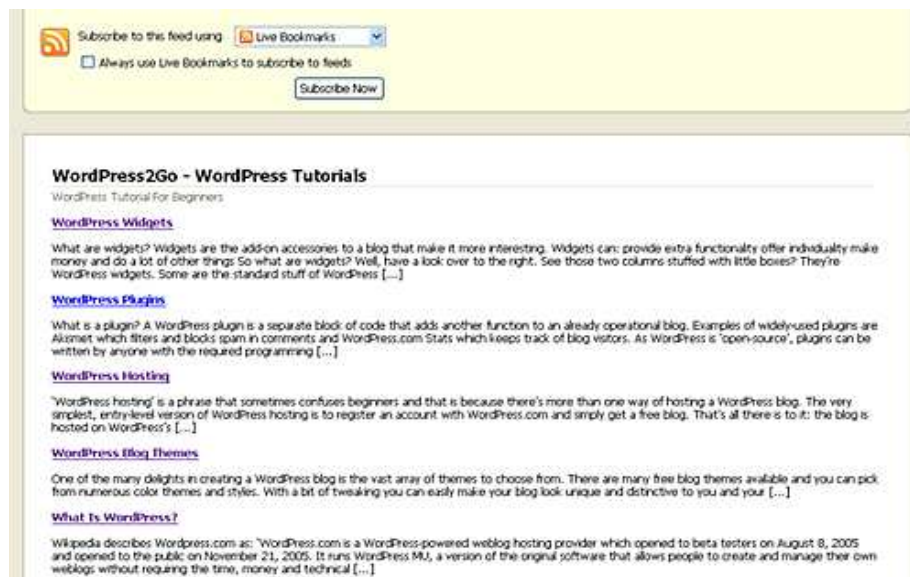 Subscribe to this feed using Live Bookmarks
Always use Live Bookmarks to subscribe to feeds
Subscribe Now
WordPress2Go - WordPress Tutorials
WordPress Tutorial For Beginners
WordPress Widgets
What are widgets? Widgets are the add-on accessories to a blog that make it more interesting. Widgets can: provide extra functionality offer individuality make
money and do a lot of other things So what are widgets? Well, have a look over to the right. See those two columns stuffed with little boxes? They're
WordPress widgets. Some are the standard stuff of WordPress [...]
WordPress Plugins
What is a plugin? A WordPress plugin is a separate block of code that adds another function to an already operational blog. Examples of widely-used plugins are
Akismet which filters and blocks spam in comments and WordPress.com Stats which keeps track of blog visitors. As WordPress is 'open-source', plugins can be
written by anyone with the required programming [...]
WordPress Hosting
'WordPress hosting' is a phrase that sometimes confuses beginners and that is because there's more than one way of hosting a WordPress blog. The very
simplest, entry-level version of WordPress hosting is to register an account with WordPress.com and simply get a free blog. That's all there is to it: the blog is
hosted on WordPress's [...]
WordPress Blog Themes
One of the many delights in creating a WordPress blog is the vast array of themes to choose from. There are many free blog themes available and you can pick
from numerous color themes and styles. With a bit of tweaking you can easily make your blog look unique and distinctive to you and your [...]
What Is WordPress?
Wikipedia describes Wordpress.com as: 'WordPress.com is a WordPress-powered weblog hosting provider which opened to beta testers on August 8, 2005
and opened to the public on November 21, 2005. It runs WordPress MU, a version of the original software that allows people to create and manage their own
weblogs without requiring the time, money and technical [...]